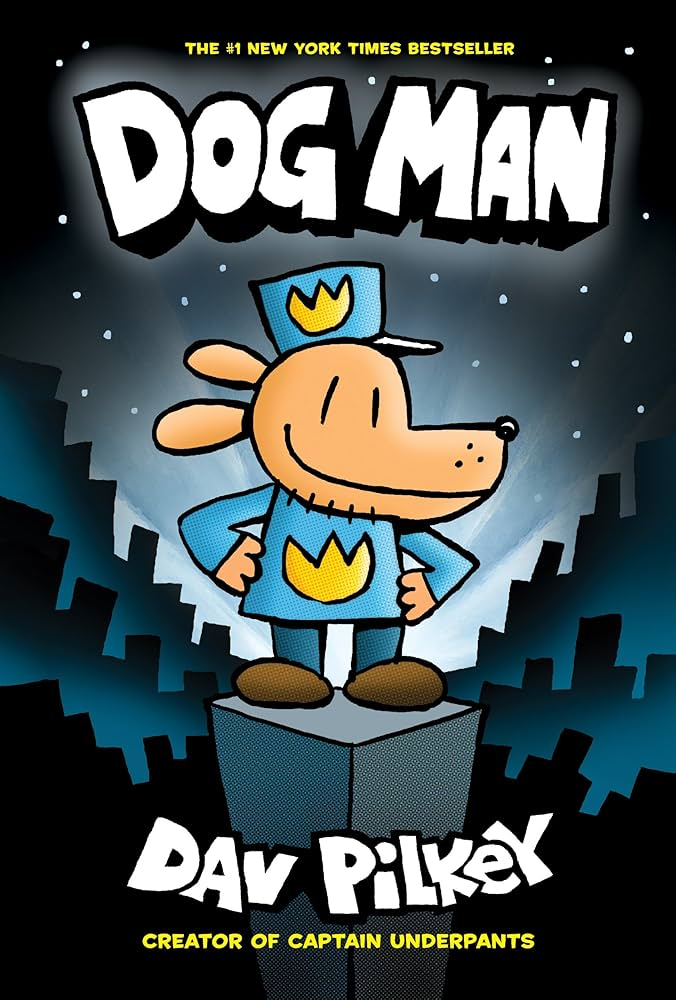 THE #1 NEW YORK TIMES BESTSELLER
DOG MAN
DAV PiLKEY
CREATOR OF CAPTAIN UNDERPANTS